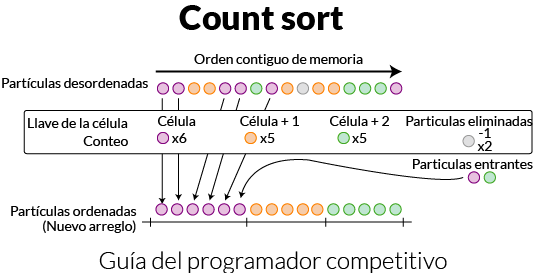 Count sort
Orden contiguo de memoria
Partículas desordenadas
Llave de la célula
Conteo
Célula
x6
Célula + 1
x5
Célula + 2
x5
Particulas eliminadas
-1
x2
Particulas entrantes
Partículas ordenadas
(Nuevo arreglo)
Guía del programador competitivo